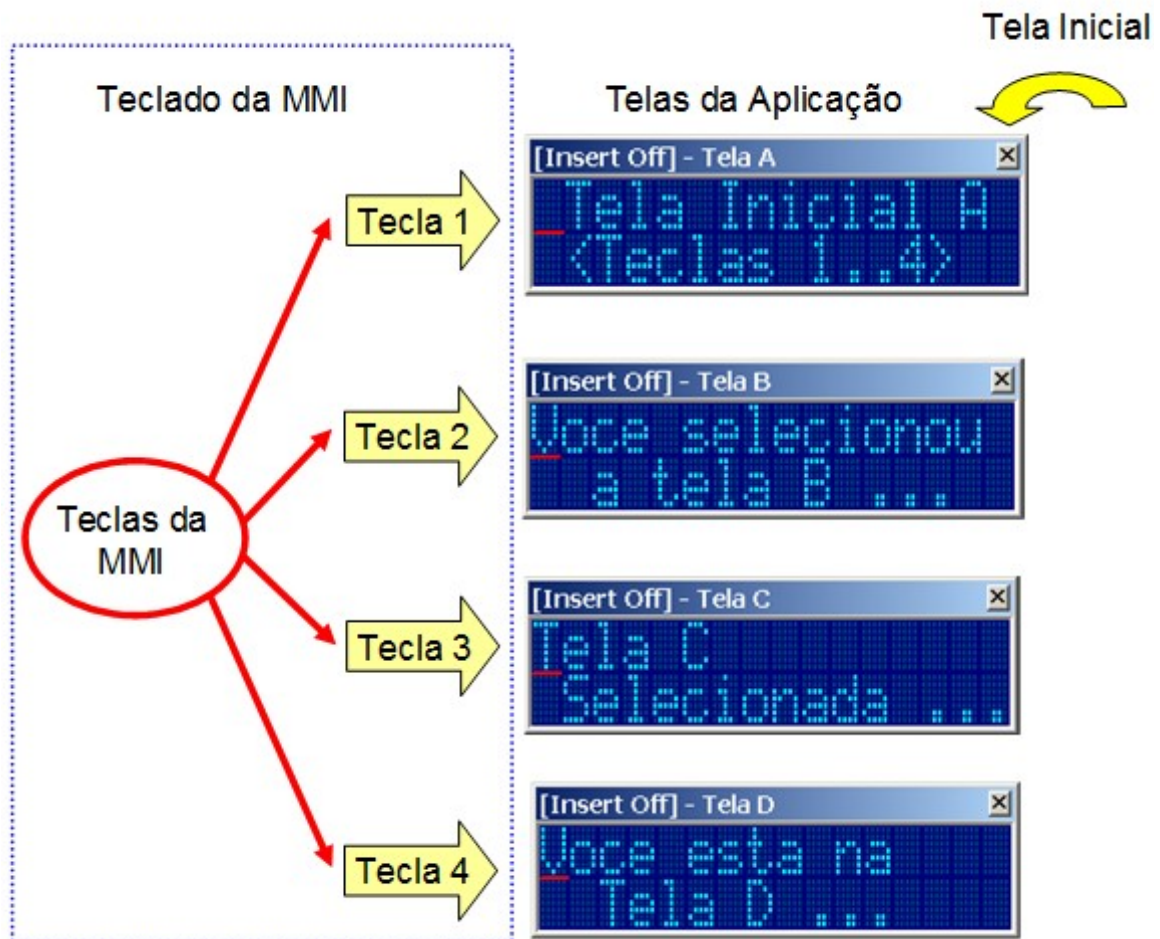 Tela Inicial
Teclado da MMI
Telas da Aplicação
Teclas da
MMI
Tecla 1
[Insert Off] - Tela A
Tela Inicial A
<Teclas 1..4>
Tecla 2
[Insert Off] - Tela B
Voce selecionou
a tela B ...
Tecla 3
[Insert Off] - Tela C
Tela C
Selecionada ...
Tecla 4
[Insert Off] - Tela D
Voce esta na
Tela D ...